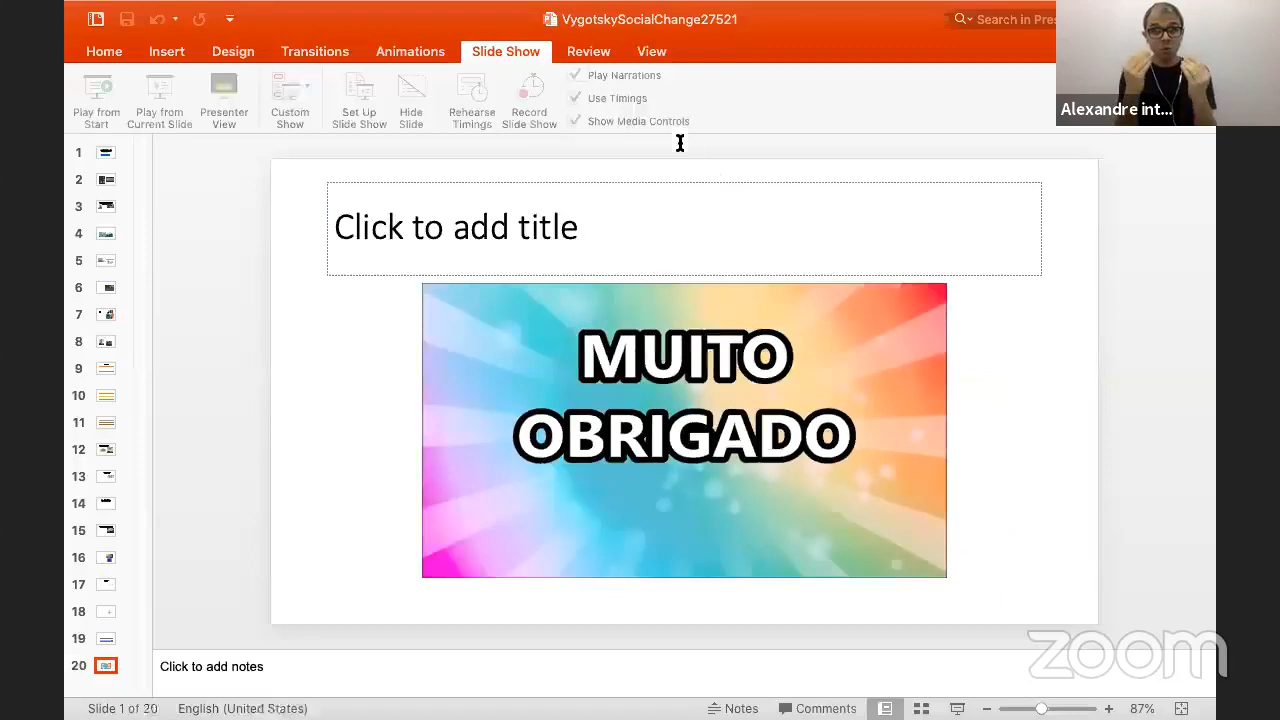 VygotskySocialChange27521
Search in Pres
Home Insert Design Transitions Animations Slide Show Review View
Play from Start
Play from Current Slide
Presenter View
Custom Show
Set Up Slide Show
Hide Slide
Rehearse Timings
Record Slide Show
Play Narrations
Use Timings
Show Media Controls
Alexandre int...
1
2
3
4
5
6
7
8
9
10
11
12
13
14
15
16
17
18
19
20
Click to add title
MUITO
OBRIGADO
Click to add notes
zoom
Slide 1 of 20 English (United States) Notes Comments 87%